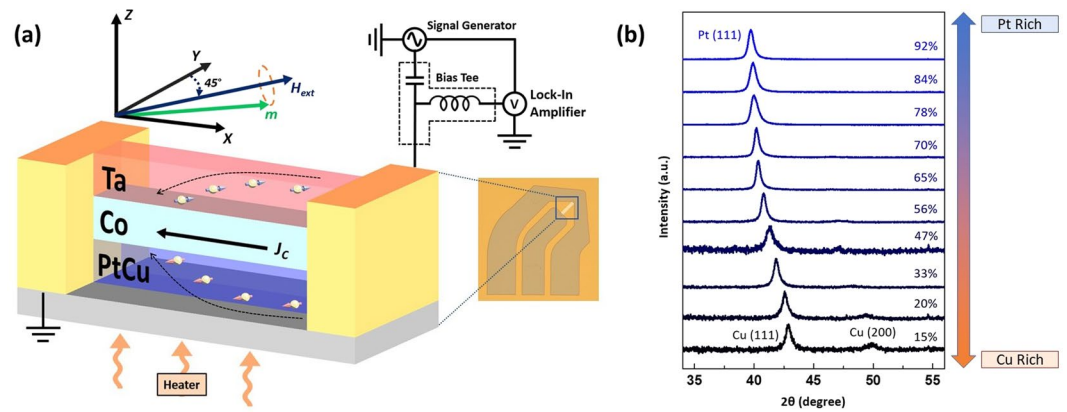 (a)
Z
Y
45°
H_ext
m
X
Signal Generator
Bias Tee
Lock-In
Amplifier
V
Ta
Co
J_C
PtCu
Heater
(b)
Intensity (a.u.)
Pt (111)
92%
84%
78%
70%
65%
56%
47%
33%
20%
Cu (111)
Cu (200)
15%
35
40
45
50
55
2θ (degree)
Pt Rich
Cu Rich